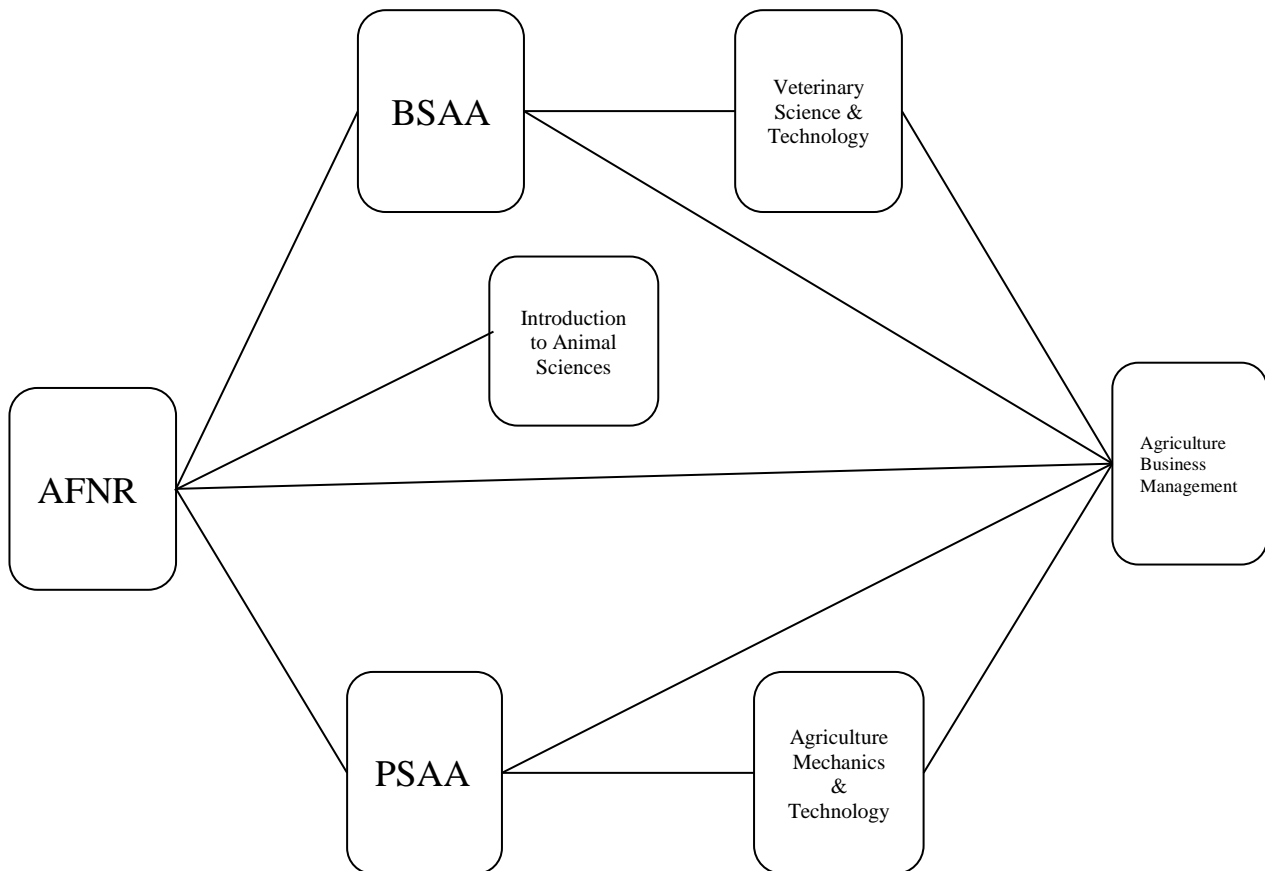 BSAA
Veterinary
Science &
Technology
Introduction
to Animal
Sciences
AFNR
Agriculture
Business
Management
PSAA
Agriculture
Mechanics
&
Technology